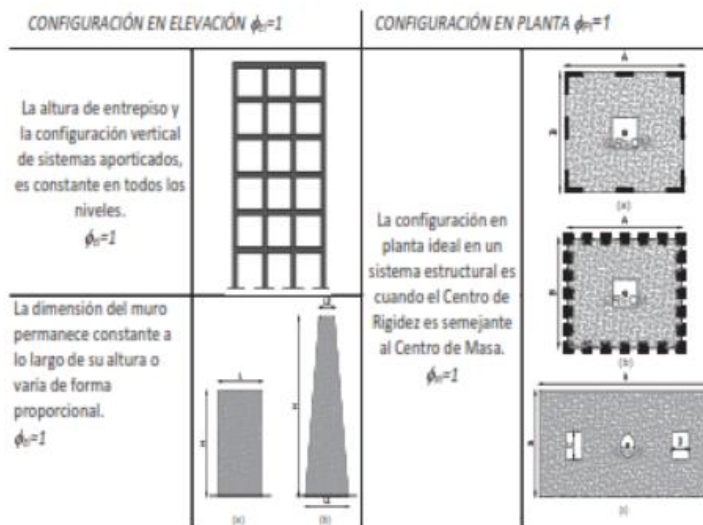 CONFIGURACIÓN EN ELEVACIÓN ϕEi=1
CONFIGURACIÓN EN PLANTA ϕPi=1
La altura de entrepiso y
la configuración vertical
de sistemas aporticados,
es constante en todos los
niveles.
ϕEi=1
La dimensión del muro
permanece constante a
lo largo de su altura o
varía de forma
proporcional.
ϕEi=1
L
H
(a)
L2
H
(b)
La configuración en
planta ideal en un
sistema estructural es
cuando el Centro de
Rigidez es semejante
al Centro de Masa.
ϕPi=1
A
B
(a)
A
B
(b)
B